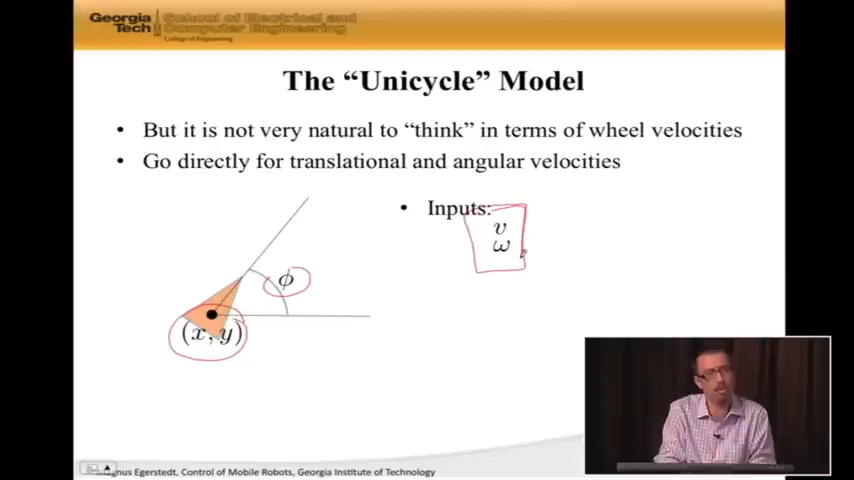 Georgia Tech | School of Electrical and Computer Engineering
College of Engineering
The “Unicycle” Model
• But it is not very natural to “think” in terms of wheel velocities
• Go directly for translational and angular velocities
• Inputs:
v
ω
ϕ
(x, y)
Magnus Egerstedt, Control of Mobile Robots, Georgia Institute of Technology